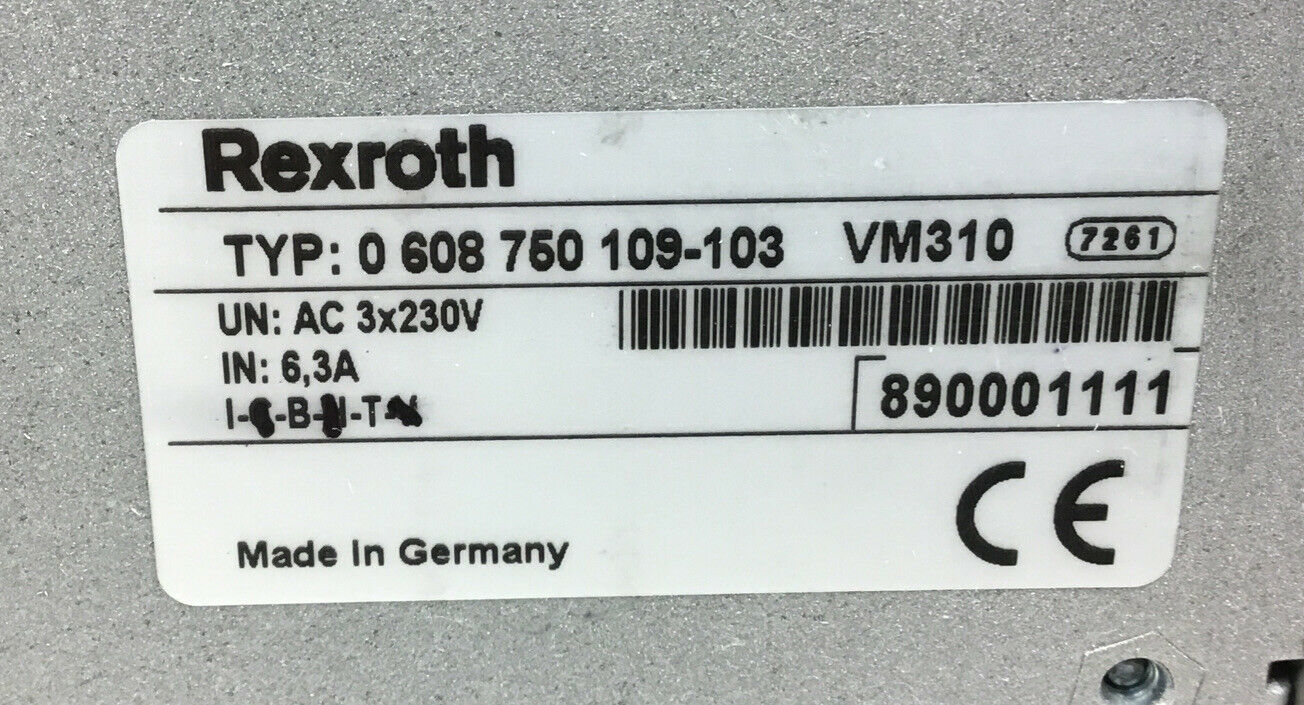 Rexroth
TYP: 0 608 750 109-103 VM310 7261
UN: AC 3x230V
IN: 6,3A
890001111
Made In Germany
CE